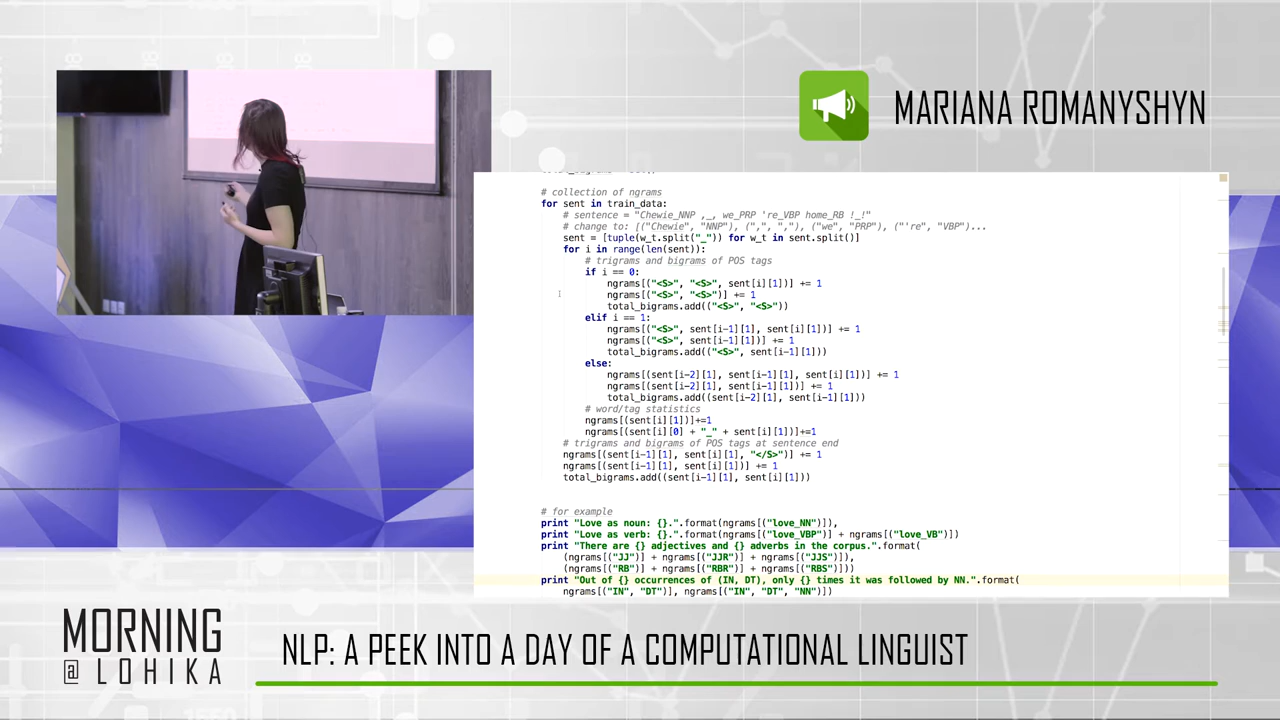 MARIANA ROMANYSHYN
# collection of ngrams
for sent in train_data:
# sentence = "Chewie_NNP ,_, we_PRP 're_VBP home_RB !_!"
# change to: [("Chewie", "NNP"), (",", ","), ("we", "PRP"), ("'re", "VBP")...
sent = [tuple(w_t.split("_")) for w_t in sent.split()]
for i in range(len(sent)):
# trigrams and bigrams of POS tags
if i == 0:
ngrams[("<S>", "<S>", sent[i][1])] += 1
ngrams[("<S>", "<S>")] += 1
total_bigrams.add(("<S>", "<S>"))
elif i == 1:
ngrams[("<S>", sent[i-1][1], sent[i][1])] += 1
ngrams[("<S>", sent[i-1][1])] += 1
total_bigrams.add(("<S>", sent[i-1][1]))
else:
ngrams[(sent[i-2][1], sent[i-1][1], sent[i][1])] += 1
ngrams[(sent[i-2][1], sent[i-1][1])] += 1
total_bigrams.add((sent[i-2][1], sent[i-1][1]))
# word/tag statistics
ngrams[(sent[i][1])]+=1
ngrams[(sent[i][0] + "_" + sent[i][1])]+=1
# trigrams and bigrams of POS tags at sentence end
ngrams[(sent[i-1][1], sent[i][1], "</S>")] += 1
ngrams[(sent[i-1][1], sent[i][1])] += 1
total_bigrams.add((sent[i-1][1], sent[i][1]))
# for example
print "Love as noun: {}.".format(ngrams[("love_NN")]),
print "Love as verb: {}.".format(ngrams[("love_VBP")] + ngrams[("love_VB")])
print "There are {} adjectives and {} adverbs in the corpus.".format(
(ngrams[("JJ")] + ngrams[("JJR")] + ngrams[("JJS")]),
(ngrams[("RB")] + ngrams[("RBR")] + ngrams[("RBS")]))
print "Out of {} occurrences of (IN, DT), only {} times it was followed by NN.".format(
ngrams[("IN", "DT")], ngrams[("IN", "DT", "NN")])
MORNING
@ LOHIKA
NLP: A PEEK INTO A DAY OF A COMPUTATIONAL LINGUIST